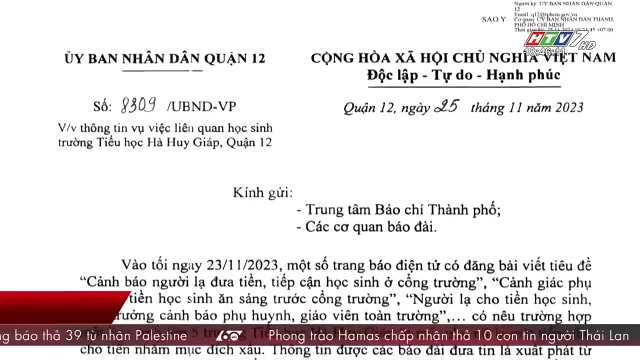 Người ký: ỦY BAN NHÂN DÂN QUẬN 12
Cơ quan: ỦY BAN NHÂN DÂN THÀNH PHỐ HỒ CHÍ MINH
SAO Y
HTV7 HD
ỦY BAN NHÂN DÂN QUẬN 12
CỘNG HÒA XÃ HỘI CHỦ NGHĨA VIỆT NAM
Độc lập - Tự do - Hạnh phúc
Số: 8309 /UBND-VP
Quận 12, ngày 25 tháng 11 năm 2023
V/v thông tin vụ việc liên quan học sinh
trường Tiểu học Hà Huy Giáp, Quận 12
Kính gửi:
- Trung tâm Báo chí Thành phố;
- Các cơ quan báo đài.
Vào tối ngày 23/11/2023, một số trang báo điện tử có đăng bài viết tiêu đề
“Cảnh báo người lạ đưa tiền, tiếp cận học sinh ở cổng trường”, “Cảnh giác phụ
tiền học sinh ăn sáng trước cổng trường”, “Người lạ cho tiền học sinh,
trưởng cảnh báo phụ huynh, giáo viên toàn trường”,… có nêu trường hợp
cho tiền nhằm mục đích xấu. Thông tin được các báo đài đưa tin là xuất phát từ
báo thả 39 tù nhân Palestine
60s
Phong trào Hamas chấp nhận thả 10 con tin người Thái Lan